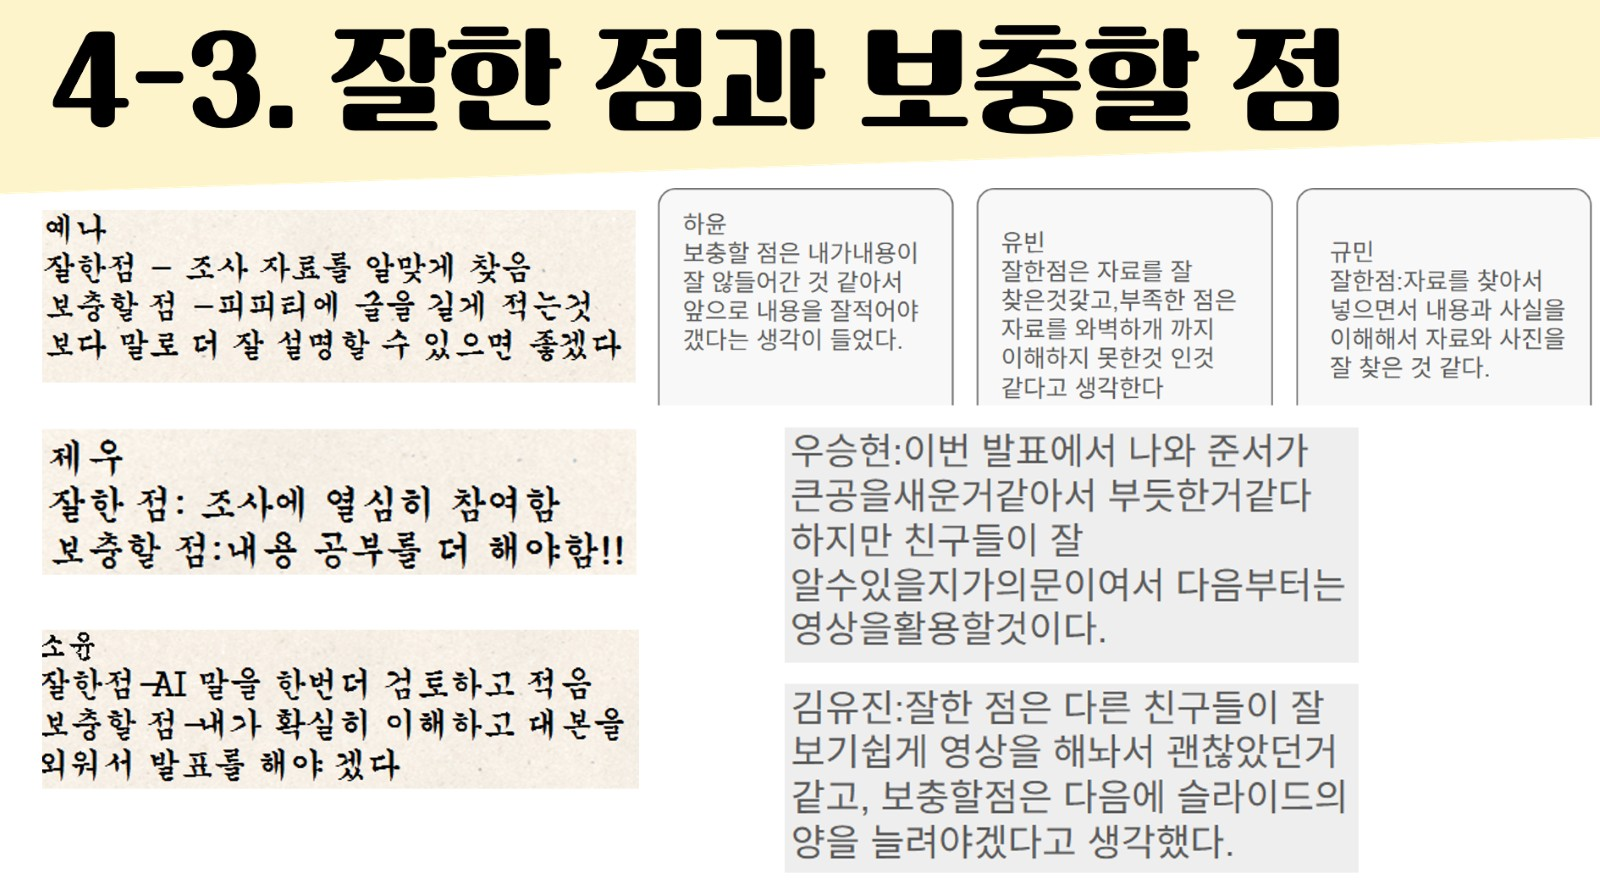 4-3. 잘한 점과 보충할 점
예나
잘한점 - 조사 자료를 알맞게 찾음
보충할 점 -피피티에 글을 길게 적는것
보다 말로 더 잘 설명할 수 있으면 좋겠다
제우
잘한 점: 조사에 열심히 참여함
보충할 점:내용 공부를 더 해야함!!
소윤
잘한점-AI 말을 한번더 검토하고 적음
보충할 점-내가 확실히 이해하고 대본을
외워서 발표를 해야 겠다
하윤
보충할 점은 내가내용이
잘 않들어간 것 같아서
앞으로 내용을 잘적어야
갰다는 생각이 들었다.
유빈
잘한점은 자료를 잘
찾은것갗고,부족한 점은
자료를 와벽하개 까지
이해하지 못한것 인것
같다고 생각한다
규민
잘한점:자료를 찾아서
넣으면서 내용과 사실을
이해해서 자료와 사진을
잘 찾은 것 같다.
우승현:이번 발표에서 나와 준서가
큰공을새운거같아서 부듯한거같다
하지만 친구들이 잘
알수있을지가의문이여서 다음부터는
영상을활용할것이다.
김유진:잘한 점은 다른 친구들이 잘
보기쉽게 영상을 해놔서 괜찮았던거
같고, 보충할점은 다음에 슬라이드의
양을 늘려야겠다고 생각했다.